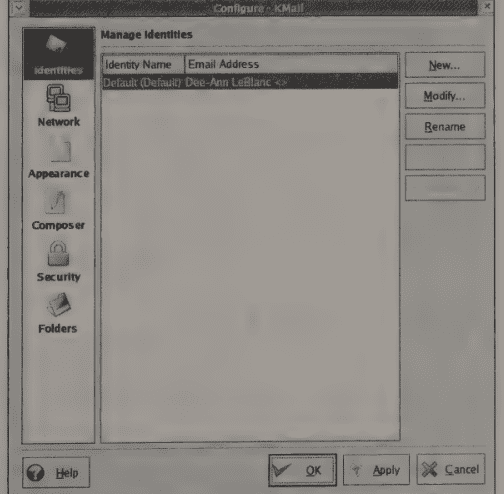 Configure - KMail
Identities
Network
Appearance
Composer
Security
Folders
Manage Identities
Identity Name Email Address
Default (Default) Dee-Ann LeBlanc <>
New...
Modify...
Rename
Help
OK
Apply
Cancel